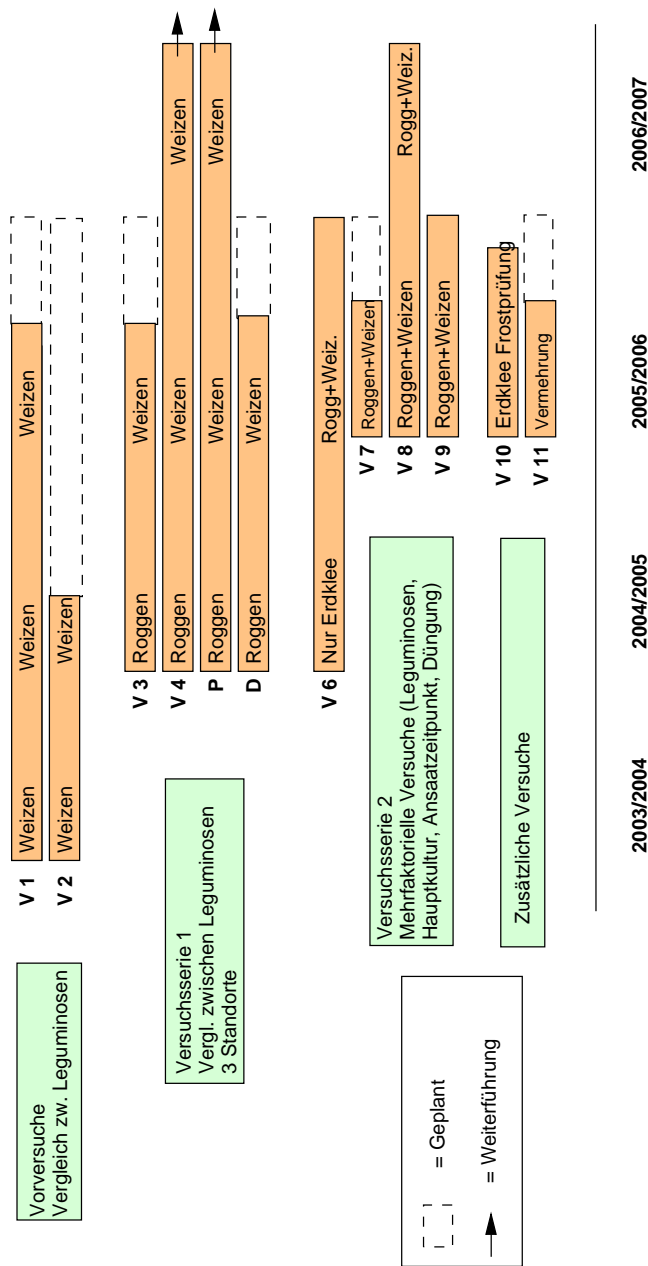 Vorversuche
Vergleich zw. Leguminosen
V 1
Weizen
Weizen
Weizen
V 2
Weizen
Weizen
Versuchsserie 1
Vergl. zwischen Leguminosen
3 Standorte
V 3
Roggen
Weizen
V 4
Roggen
Weizen
Weizen
P
Roggen
Weizen
Weizen
D
Roggen
Weizen
V 6
Nur Erdklee
Rogg+Weiz.
Versuchsserie 2
Mehrfaktorielle Versuche (Leguminosen,
Hauptkultur, Ansaatzeitpunkt, Düngung)
V 7
Roggen+Weizen
V 8
Roggen+Weizen
Rogg+Weiz.
V 9
Roggen+Weizen
Zusätzliche Versuche
V 10
Erdklee Frostprüfung
V 11
Vermehrung
= Geplant
= Weiterführung
2003/2004
2004/2005
2005/2006
2006/2007